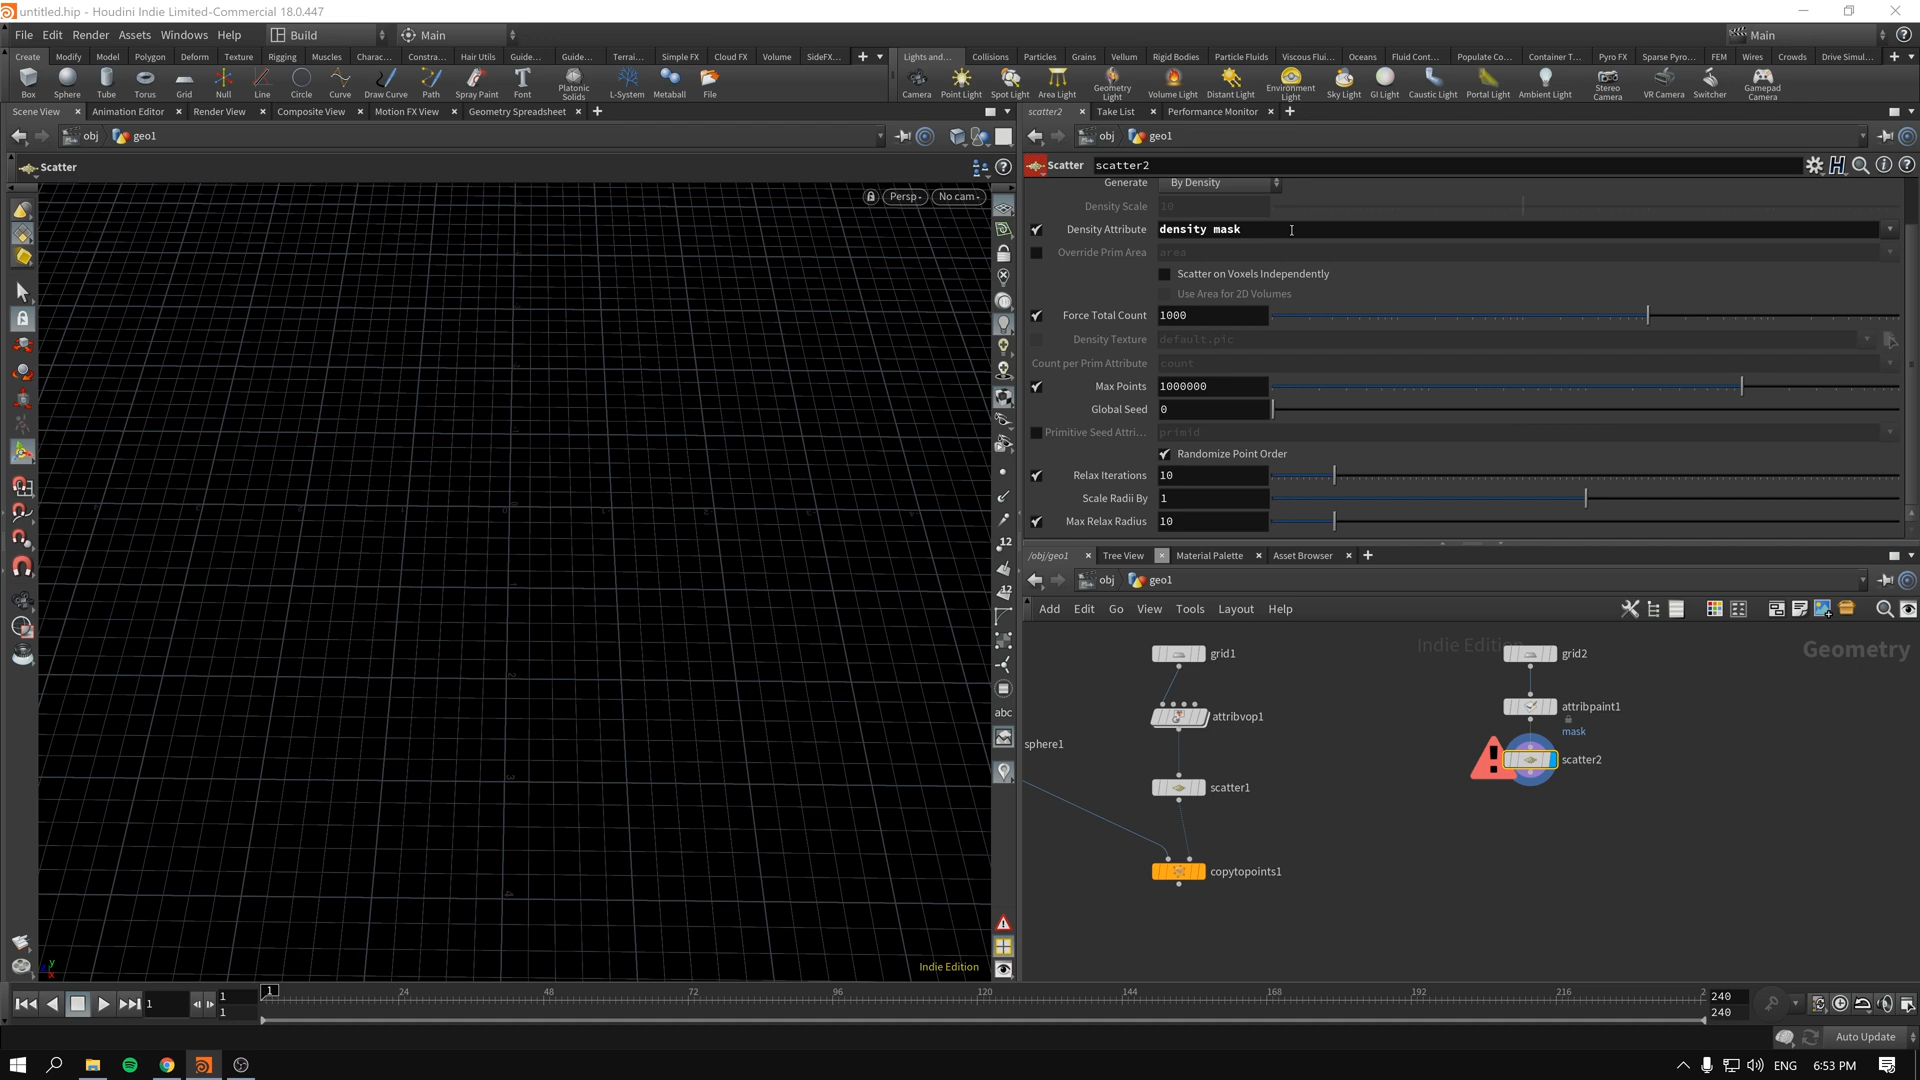 untitled.hip - Houdini Indie Limited-Commercial 18.0.447
File Edit Render Assets Windows Help Build Main Main
Create Modify Model Polygon Deform Texture Rigging Muscles Charac... Constra... Hair Utils Guide... Guide... Terrai... Simple FX Cloud FX Volume SideFX...
Lights and... Collisions Particles Grains Vellum Rigid Bodies Particle Fluids Viscous Flui... Oceans Fluid Cont... Populate Co... Container T... Pyro FX Sparse Pyro... FEM Wires Crowds Drive Simul...
Box Sphere Tube Torus Grid Null Line Circle Curve Draw Curve Path Spray Paint Font Platonic Solids L-System Metaball File
Camera Point Light Spot Light Area Light Geometry Light Volume Light Distant Light Environment Light Sky Light GI Light Caustic Light Portal Light Ambient Light Stereo Camera VR Camera Switcher Gamepad Camera
Scene View Animation Editor Render View Composite View Motion FX View Geometry Spreadsheet
scatter2 Take List Performance Monitor
obj geo1
obj geo1
Scatter
Scatter scatter2
Persp No cam
Generate By Density
Density Scale 10
Density Attribute density mask
Override Prim Area area
Scatter on Voxels Independently
Use Area for 2D Volumes
Force Total Count 1000
Density Texture default.pic
Count per Prim Attribute count
Max Points 1000000
Global Seed 0
Primitive Seed Attri... primid
Randomize Point Order
Relax Iterations 10
Scale Radii By 1
Max Relax Radius 10
/obj/geo1 Tree View Material Palette Asset Browser
obj geo1
Add Edit Go View Tools Layout Help
Indie Edition Geometry
grid1
grid2
attribvop1
attribpaint1
mask
sphere1
scatter2
scatter1
copytopoints1
12
abc
Indie Edition
y
x
1 1 1 1 24 48 72 96 120 144 168 192 216 2 240 240
Auto Update
ENG 6:53 PM